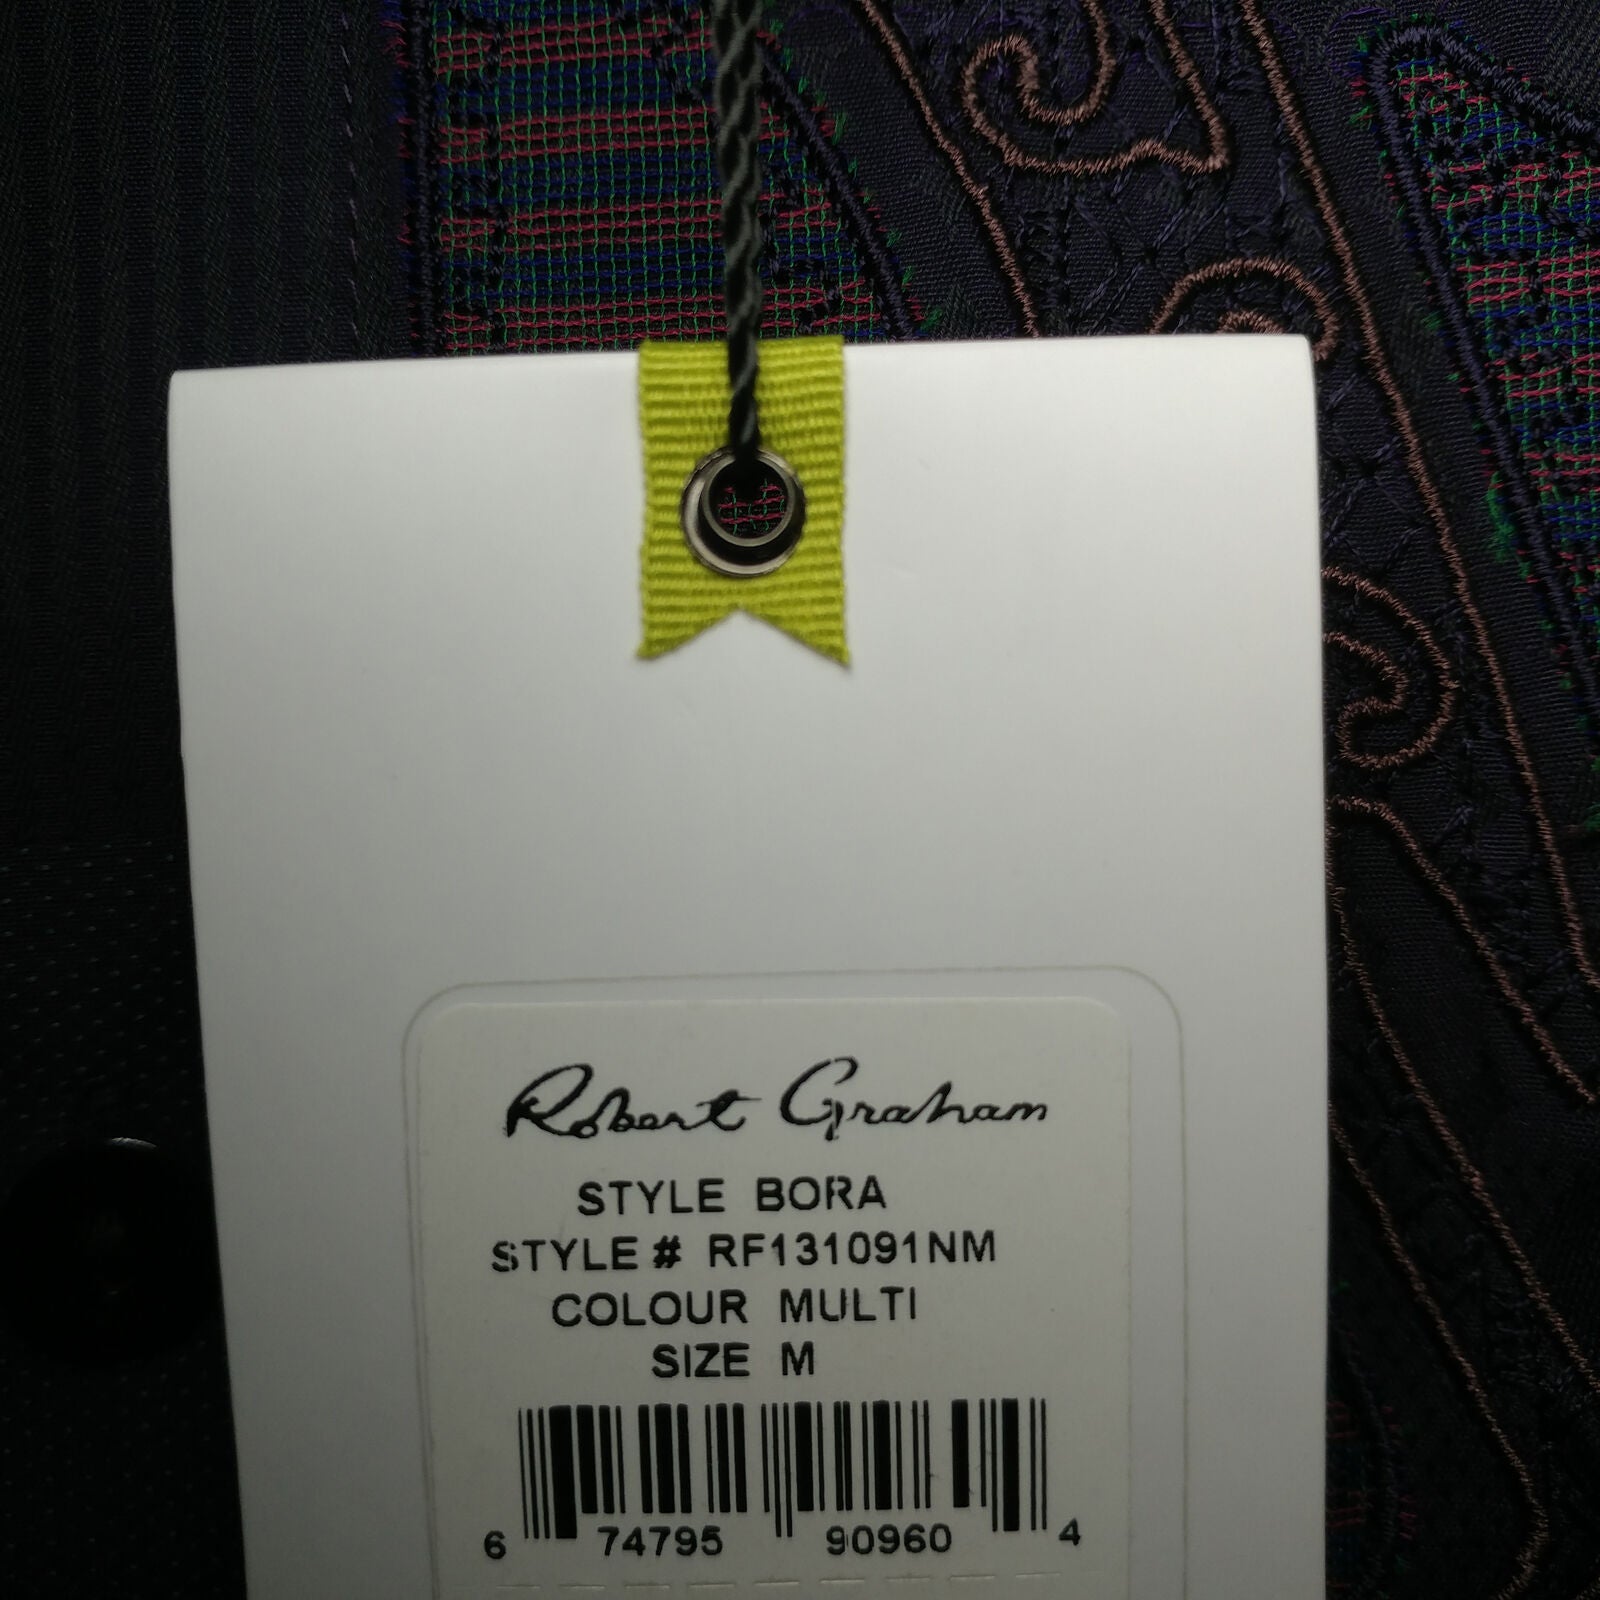 Robert Graham
STYLE BORA
STYLE# RF131091NM
COLOUR MULTI
SIZE M
6 74795 90960 4